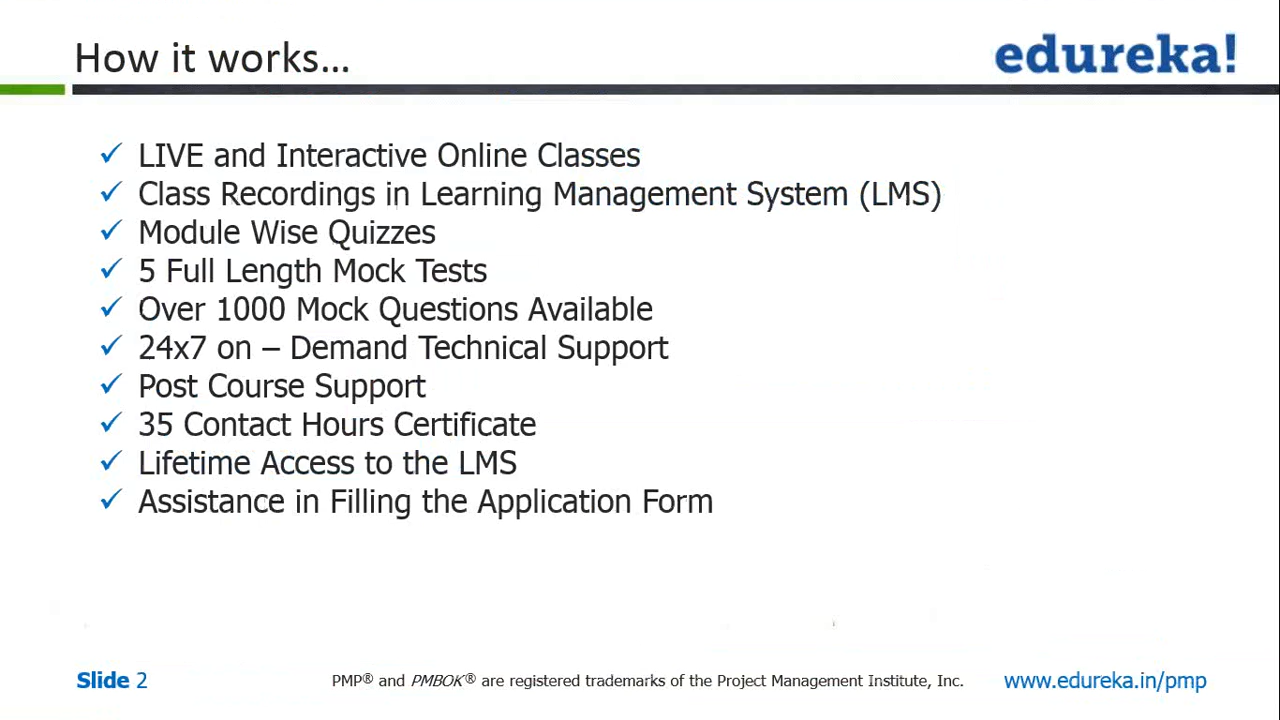 How it works...
edureka!
✓ LIVE and Interactive Online Classes
✓ Class Recordings in Learning Management System (LMS)
✓ Module Wise Quizzes
✓ 5 Full Length Mock Tests
✓ Over 1000 Mock Questions Available
✓ 24x7 on – Demand Technical Support
✓ Post Course Support
✓ 35 Contact Hours Certificate
✓ Lifetime Access to the LMS
✓ Assistance in Filling the Application Form
Slide 2
PMP® and PMBOK® are registered trademarks of the Project Management Institute, Inc.
www.edureka.in/pmp